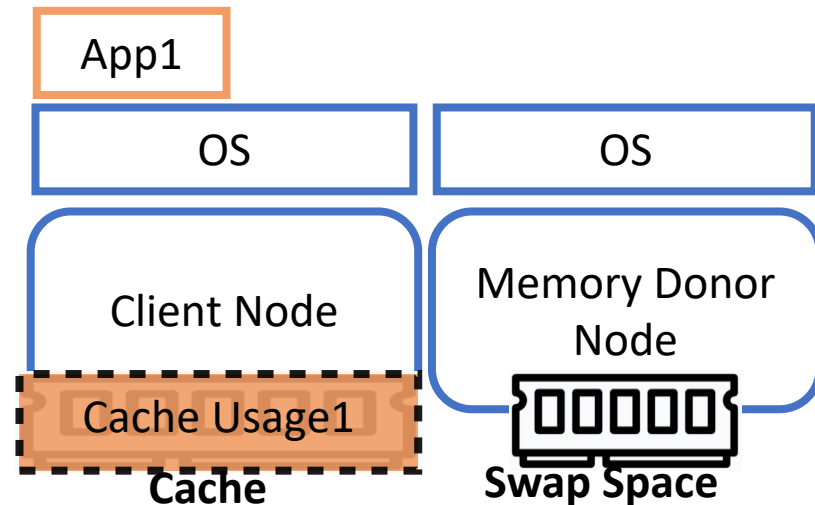 App1
OS
OS
Client Node
Memory Donor
Node
Cache Usage1
Cache
Swap Space